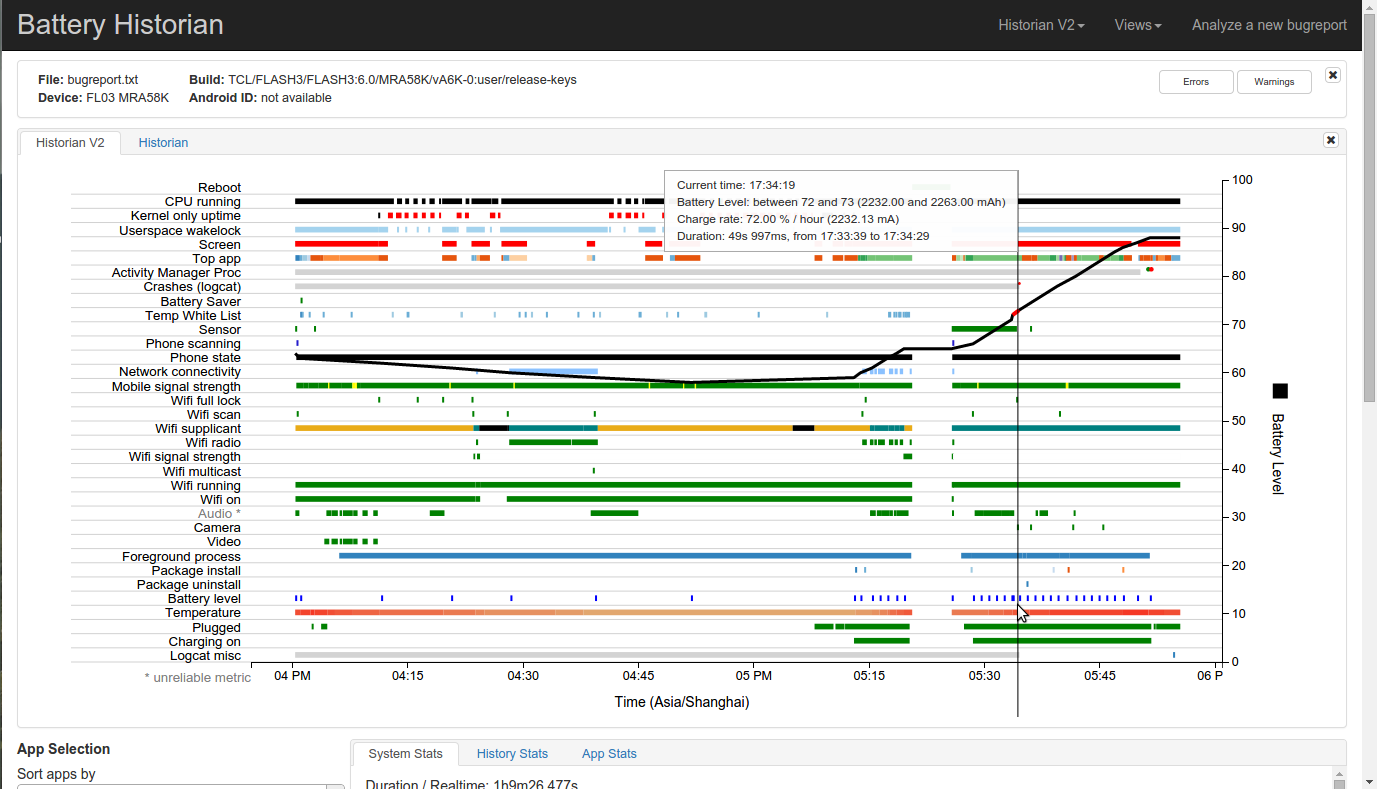 Battery Historian
Historian V2 Views Analyze a new bugreport
File: bugreport.txt Build: TCL/FLASH3/FLASH3:6.0/MRA58K/vA6K-0:user/release-keys
Device: FL03 MRA58K Android ID: not available
Errors Warnings
Historian V2 Historian
Current time: 17:34:19
Battery Level: between 72 and 73 (2232.00 and 2263.00 mAh)
Charge rate: 72.00 % / hour (2232.13 mA)
Duration: 49s 997ms, from 17:33:39 to 17:34:29
Reboot
CPU running
Kernel only uptime
Userspace wakelock
Screen
Top app
Activity Manager Proc
Crashes (logcat)
Battery Saver
Temp White List
Sensor
Phone scanning
Phone state
Network connectivity
Mobile signal strength
Wifi full lock
Wifi scan
Wifi supplicant
Wifi radio
Wifi signal strength
Wifi multicast
Wifi running
Wifi on
Audio *
Camera
Video
Foreground process
Package install
Package uninstall
Battery level
Temperature
Plugged
Charging on
Logcat misc
* unreliable metric
100
90
80
70
60
50
40
30
20
10
0
Battery Level
04 PM 04:15 04:30 04:45 05 PM 05:15 05:30 05:45 06 P
Time (Asia/Shanghai)
App Selection
Sort apps by
System Stats History Stats App Stats
Duration / Realtime: 1h9m26.477s